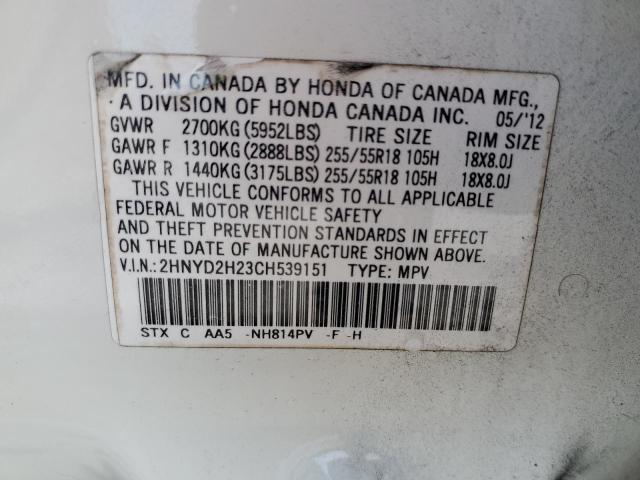 MFD. IN CANADA BY HONDA OF CANADA MFG.,
A DIVISION OF HONDA CANADA INC. 05/'12
GVWR 2700KG (5952LBS) TIRE SIZE RIM SIZE
GAWR F 1310KG (2888LBS) 255/55R18 105H 18X8.0J
GAWR R 1440KG (3175LBS) 255/55R18 105H 18X8.0J
THIS VEHICLE CONFORMS TO ALL APPLICABLE
FEDERAL MOTOR VEHICLE SAFETY
AND THEFT PREVENTION STANDARDS IN EFFECT
ON THE DATE OF MANUFACTURE SHOWN ABOVE.
V.I.N.: 2HNYD2H23CH539151 TYPE: MPV
STX C AA5 -NH814PV -F -H